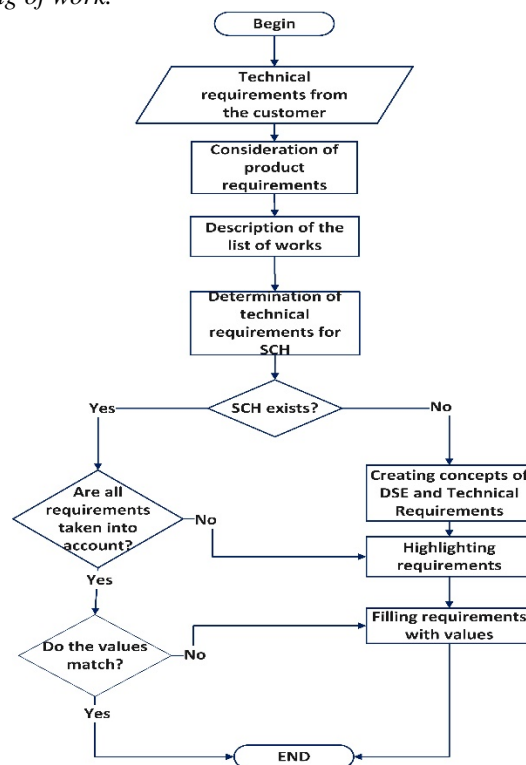 of work.
Begin
Technical
requirements from
the customer
Consideration of
product
requirements
Description of the
list of works
Determination of
technical
requirements for
SCH
SCH exists?
Yes
No
Are all
requirements
taken into
account?
No
Yes
Creating concepts of
DSE and Technical
Requirements
Highlighting
requirements
Filling requirements
with values
Do the values
match?
No
Yes
END